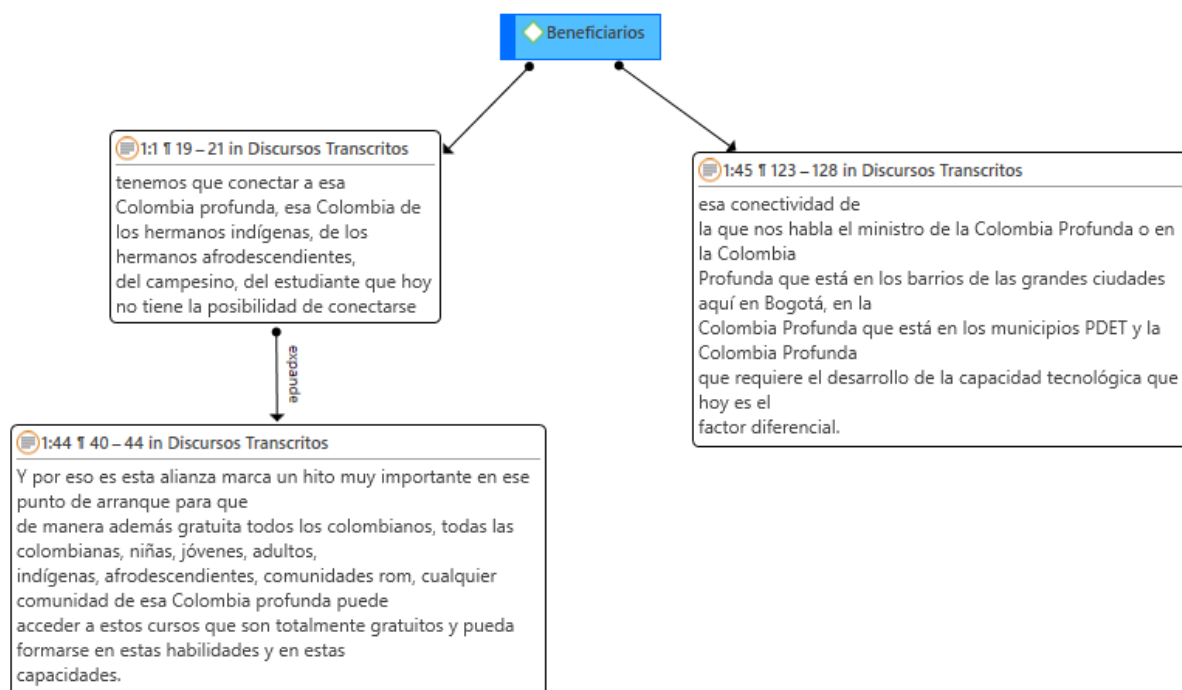 Beneficiarios
1:1 ¶ 19 – 21 in Discursos Transcritos
tenemos que conectar a esa
Colombia profunda, esa Colombia de
los hermanos indígenas, de los
hermanos afrodescendientes,
del campesino, del estudiante que hoy
no tiene la posibilidad de conectarse
expande
1:44 ¶ 40 – 44 in Discursos Transcritos
Y por eso es esta alianza marca un hito muy importante en ese
punto de arranque para que
de manera además gratuita todos los colombianos, todas las
colombianas, niñas, jóvenes, adultos,
indígenas, afrodescendientes, comunidades rom, cualquier
comunidad de esa Colombia profunda puede
acceder a estos cursos que son totalmente gratuitos y pueda
formarse en estas habilidades y en estas
capacidades.
1:45 ¶ 123 – 128 in Discursos Transcritos
esa conectividad de
la que nos habla el ministro de la Colombia Profunda o en
la Colombia
Profunda que está en los barrios de las grandes ciudades
aquí en Bogotá, en la
Colombia Profunda que está en los municipios PDET y la
Colombia Profunda
que requiere el desarrollo de la capacidad tecnológica que
hoy es el
factor diferencial.